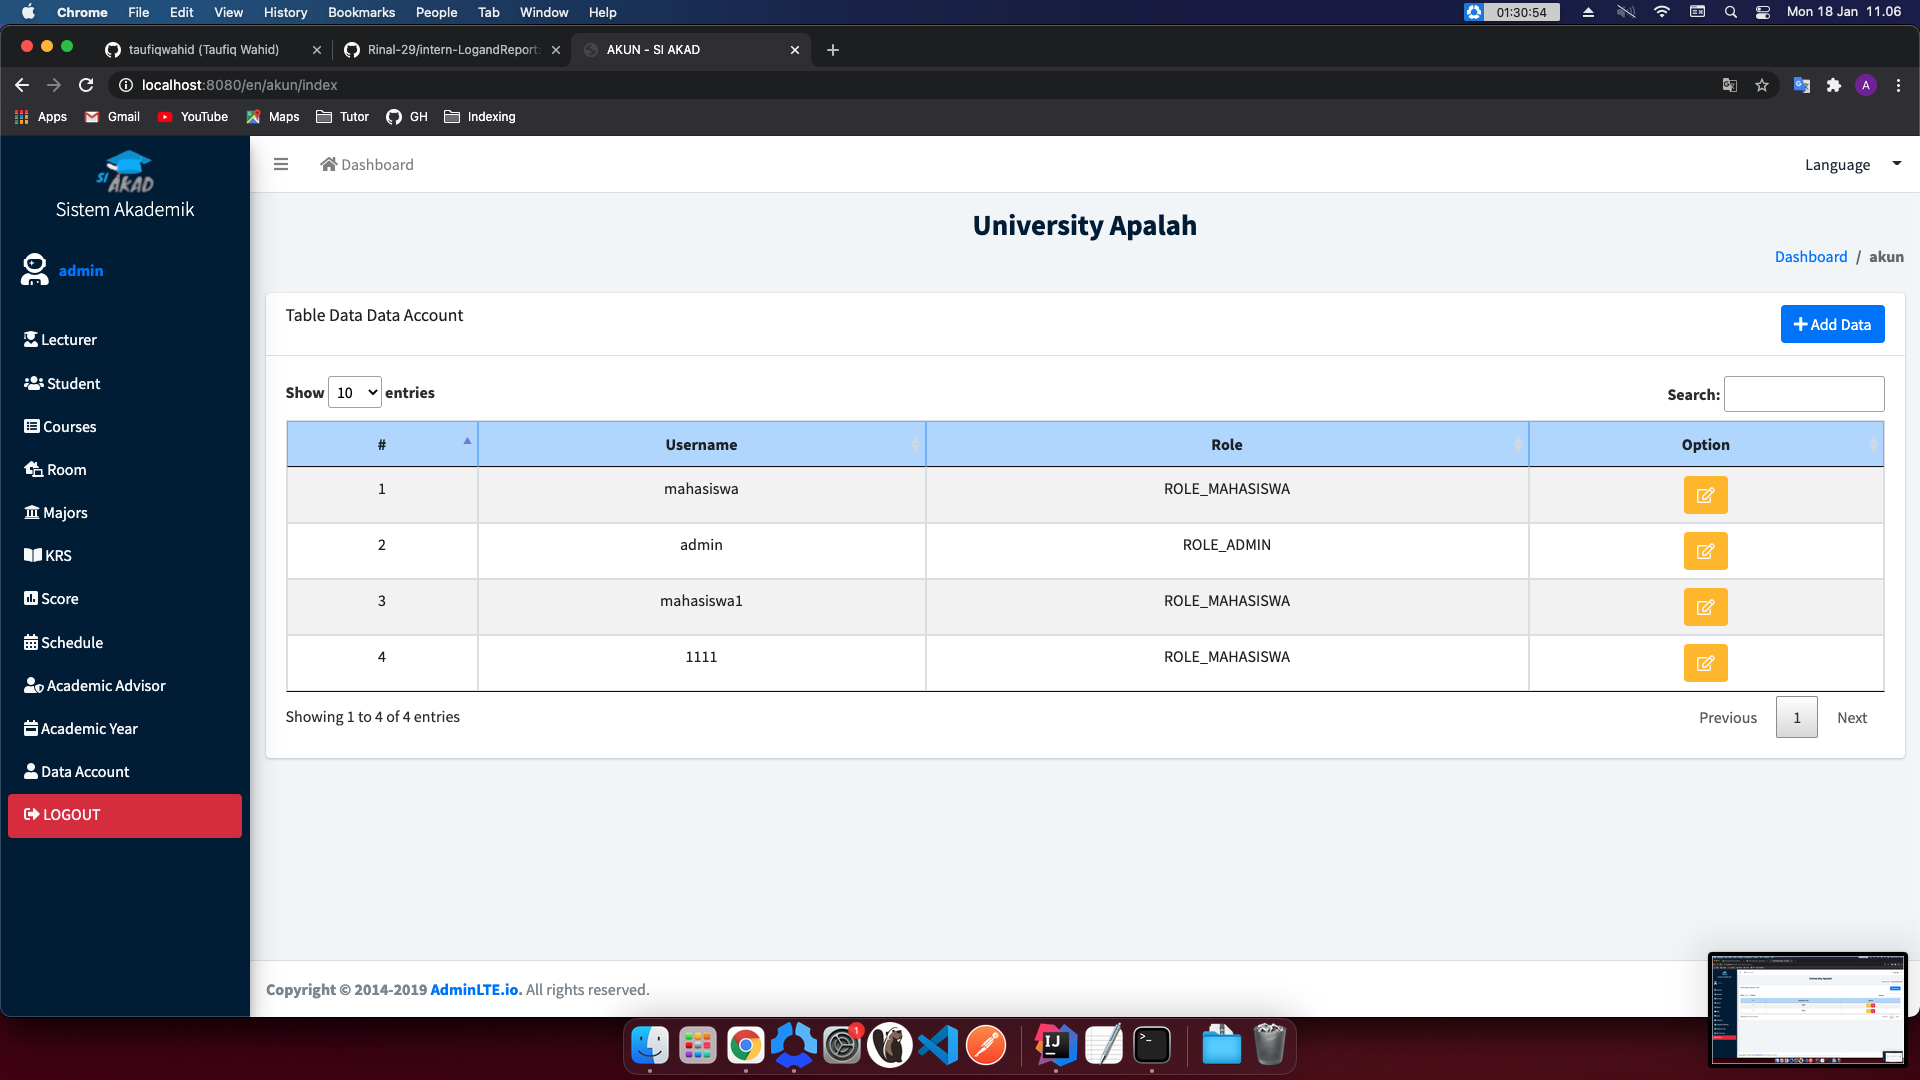 Chrome File Edit View History Bookmarks People Tab Window Help 01:30:54 Mon 18 Jan 11.06
taufiqwahid (Taufiq Wahid) Rinal-29/intern-LogandReport: AKUN - SI AKAD
localhost:8080/en/akun/index A
Apps Gmail YouTube Maps Tutor GH Indexing
SI AKAD
Sistem Akademik
admin
Lecturer
Student
Courses
Room
Majors
KRS
Score
Schedule
Academic Advisor
Academic Year
Data Account
LOGOUT
Dashboard Language
University Apalah
Dashboard / akun
Table Data Data Account Add Data
Show 10 entries Search:
# Username Role Option
1 mahasiswa ROLE_MAHASISWA
2 admin ROLE_ADMIN
3 mahasiswa1 ROLE_MAHASISWA
4 1111 ROLE_MAHASISWA
Showing 1 to 4 of 4 entries Previous 1 Next
Copyright © 2014-2019 AdminLTE.io. All rights reserved.
1
IJ